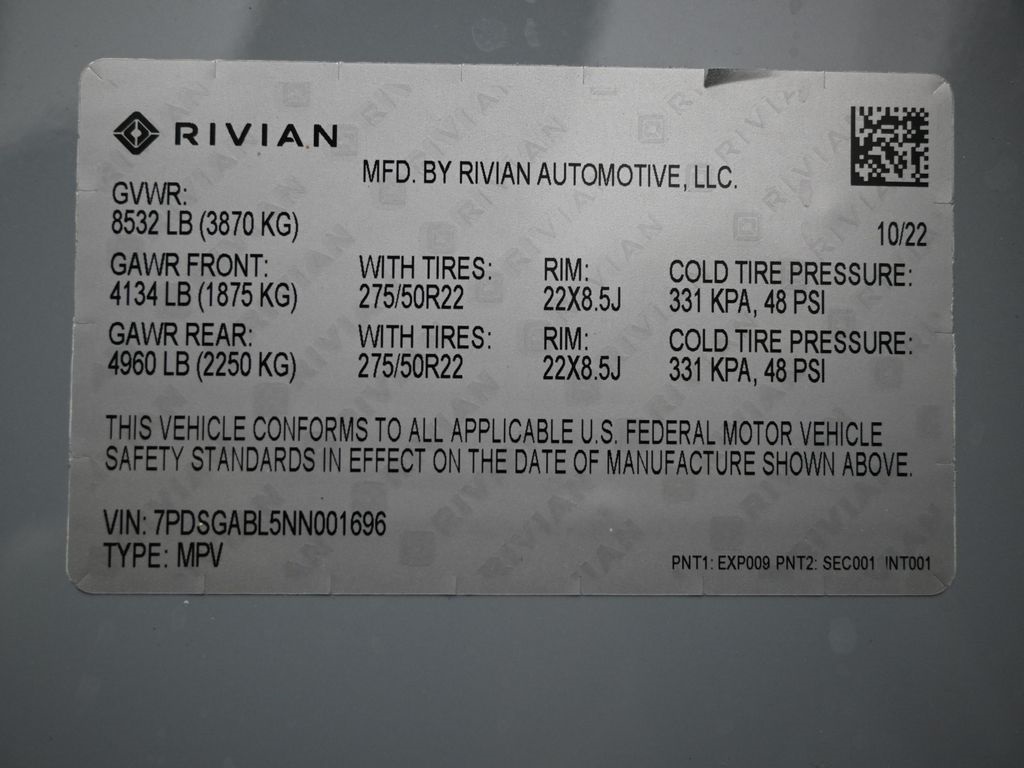 RIVIAN
MFD. BY RIVIAN AUTOMOTIVE, LLC.
GVWR:
8532 LB (3870 KG)
10/22
GAWR FRONT: WITH TIRES: RIM: COLD TIRE PRESSURE:
4134 LB (1875 KG) 275/50R22 22X8.5J 331 KPA, 48 PSI
GAWR REAR: WITH TIRES: RIM: COLD TIRE PRESSURE:
4960 LB (2250 KG) 275/50R22 22X8.5J 331 KPA, 48 PSI
THIS VEHICLE CONFORMS TO ALL APPLICABLE U.S. FEDERAL MOTOR VEHICLE
SAFETY STANDARDS IN EFFECT ON THE DATE OF MANUFACTURE SHOWN ABOVE.
VIN: 7PDSGABL5NN001696
TYPE: MPV
PNT1: EXP009 PNT2: SEC001 INT001